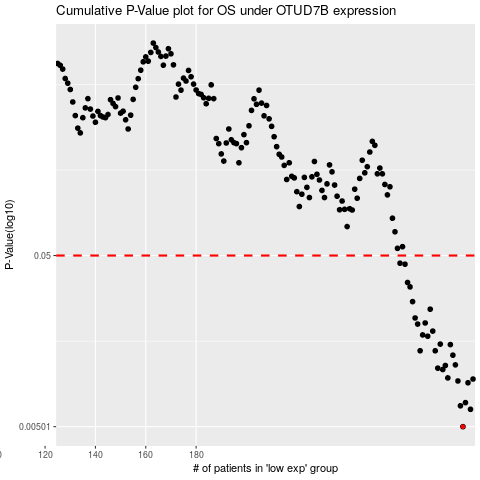 Cumulative P-Value plot for OS under OTUD7B expression
P-Value(log10)
0.05
0.00501
0 120 140 160 180
# of patients in 'low exp' group